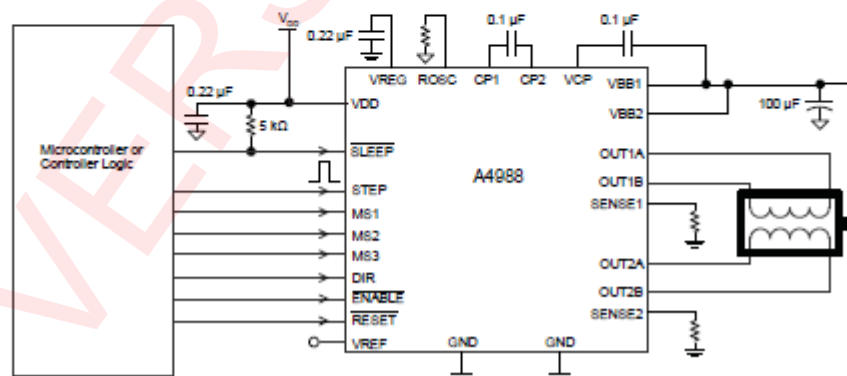 VERS
Microcontroller or
Controller Logic
V_DD
0.22 µF
5 kΩ
0.22 µF
0.1 µF
0.1 µF
VREG
ROSC
CP1
CP2
VCP
VDD
SLEEP
STEP
MS1
MS2
MS3
DIR
ENABLE
RESET
VREF
A4988
GND
GND
VBB1
VBB2
OUT1A
OUT1B
SENSE1
OUT2A
OUT2B
SENSE2
100 µF